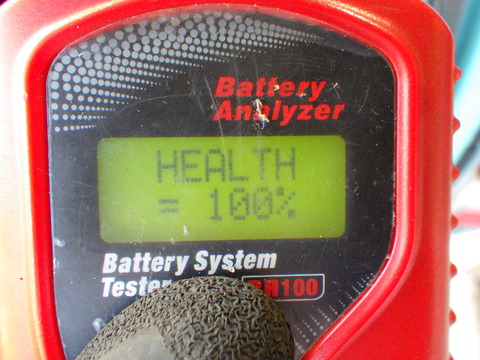 Battery
Analyzer
HEALTH
= 100%
Battery System
Tester